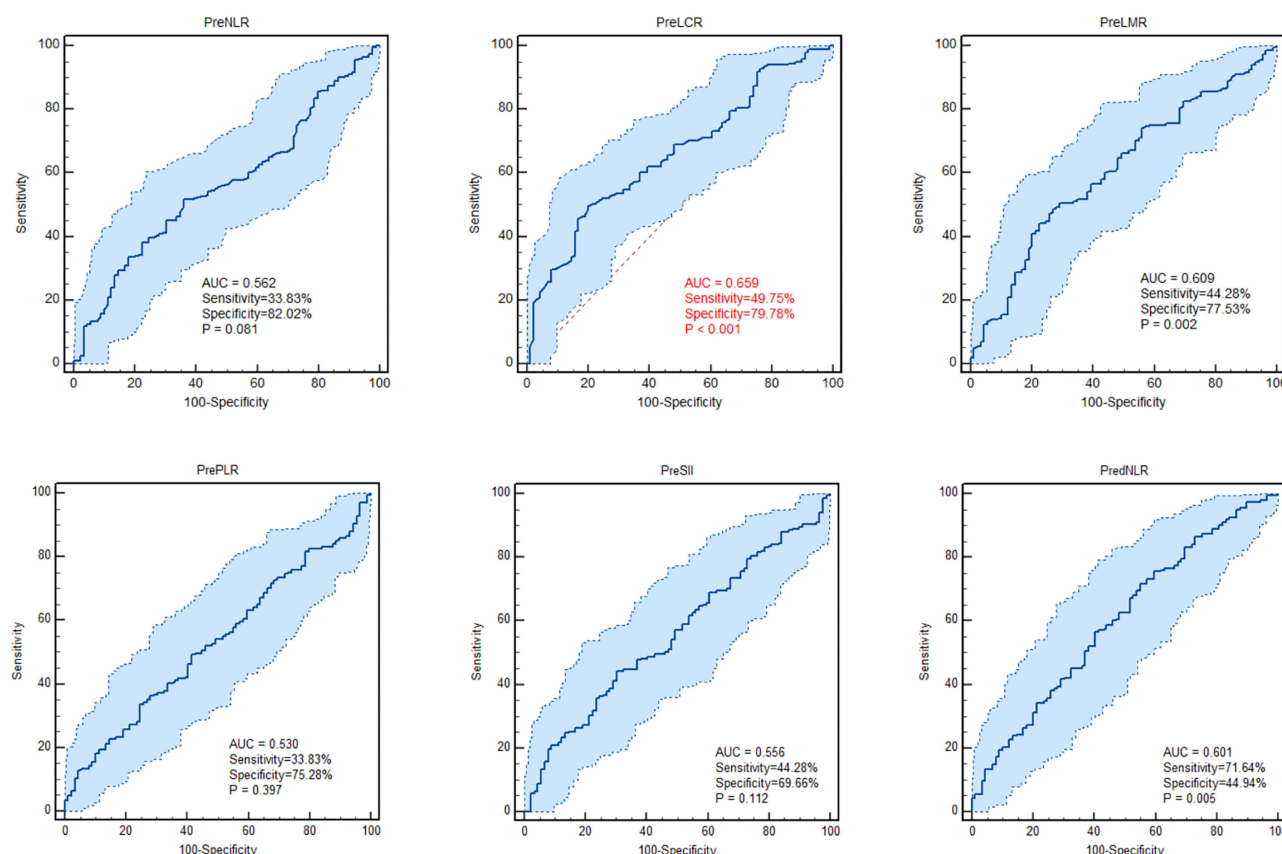 PreNLR
100
80
60
40
20
0
Sensitivity
AUC = 0.562
Sensitivity=33.83%
Specificity=82.02%
P = 0.081
0 20 40 60 80 100
100-Specificity
PreLCR
100
80
60
40
20
0
Sensitivity
AUC = 0.659
Sensitivity=49.75%
Specificity=79.78%
P < 0.001
0 20 40 60 80 100
100-Specificity
PreLMR
100
80
60
40
20
0
Sensitivity
AUC = 0.609
Sensitivity=44.28%
Specificity=77.53%
P = 0.002
0 20 40 60 80 100
100-Specificity
PrePLR
100
80
60
40
20
0
Sensitivity
AUC = 0.530
Sensitivity=33.83%
Specificity=75.28%
P = 0.397
0 20 40 60 80 100
100-Specificity
PreSII
100
80
60
40
20
0
Sensitivity
AUC = 0.556
Sensitivity=44.28%
Specificity=69.66%
P = 0.112
0 20 40 60 80 100
100-Specificity
PredNLR
100
80
60
40
20
0
Sensitivity
AUC = 0.601
Sensitivity=71.64%
Specificity=44.94%
P = 0.005
0 20 40 60 80 100
100-Specificity